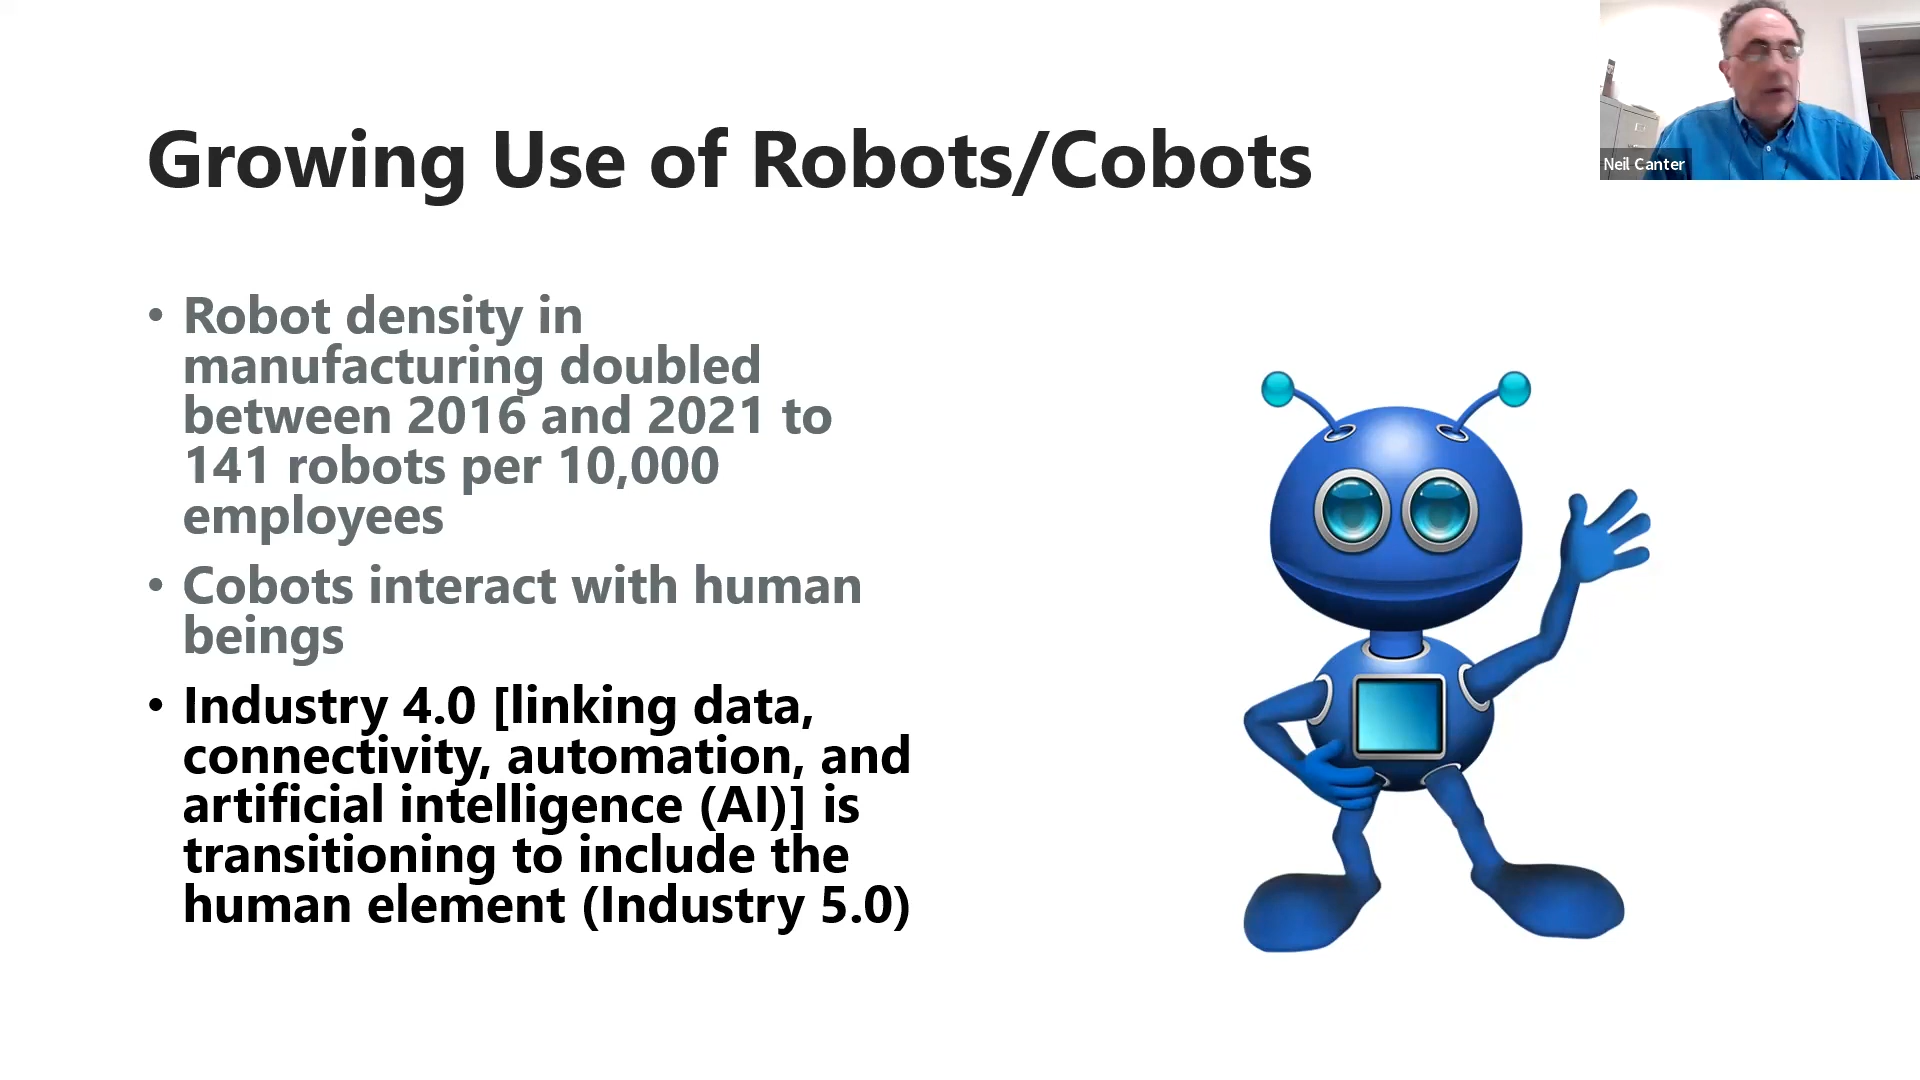 Growing Use of Robots/Cobots
Neil Canter
• Robot density in
manufacturing doubled
between 2016 and 2021 to
141 robots per 10,000
employees
• Cobots interact with human
beings
• Industry 4.0 [linking data,
connectivity, automation, and
artificial intelligence (AI)] is
transitioning to include the
human element (Industry 5.0)